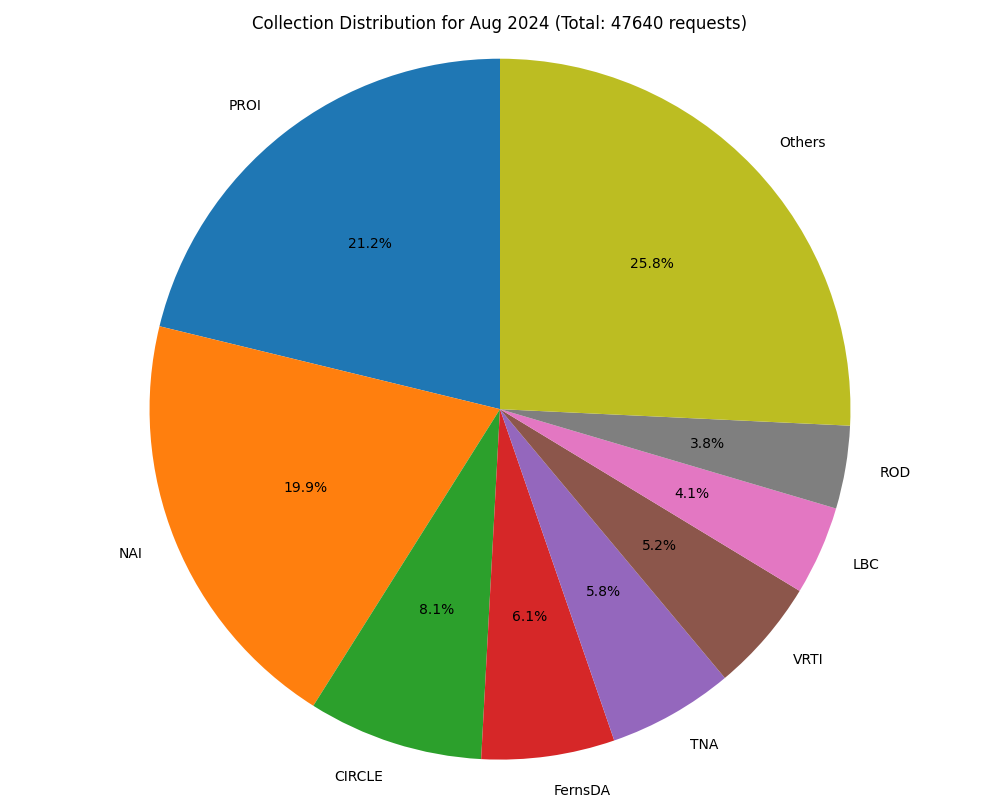 Collection Distribution for Aug 2024 (Total: 47640 requests)
PROI
Others
21.2%
25.8%
3.8%
ROD
19.9%
4.1%
NAI
5.2%
LBC
5.8%
8.1%
6.1%
VRTI
TNA
CIRCLE
FernsDA